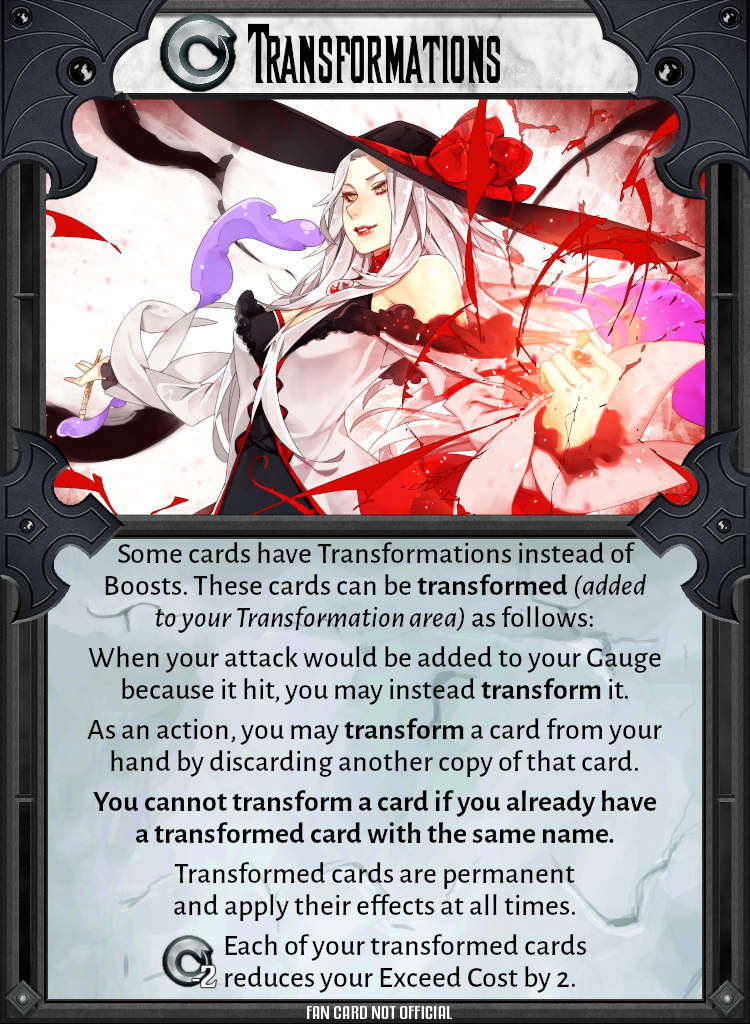 TRANSFORMATIONS
Some cards have Transformations instead of
Boosts. These cards can be transformed (added
to your Transformation area) as follows:
When your attack would be added to your Gauge
because it hit, you may instead transform it.
As an action, you may transform a card from your
hand by discarding another copy of that card.
You cannot transform a card if you already have
a transformed card with the same name.
Transformed cards are permanent
and apply their effects at all times.
Each of your transformed cards
-2 reduces your Exceed Cost by 2.
FAN CARD NOT OFFICIAL